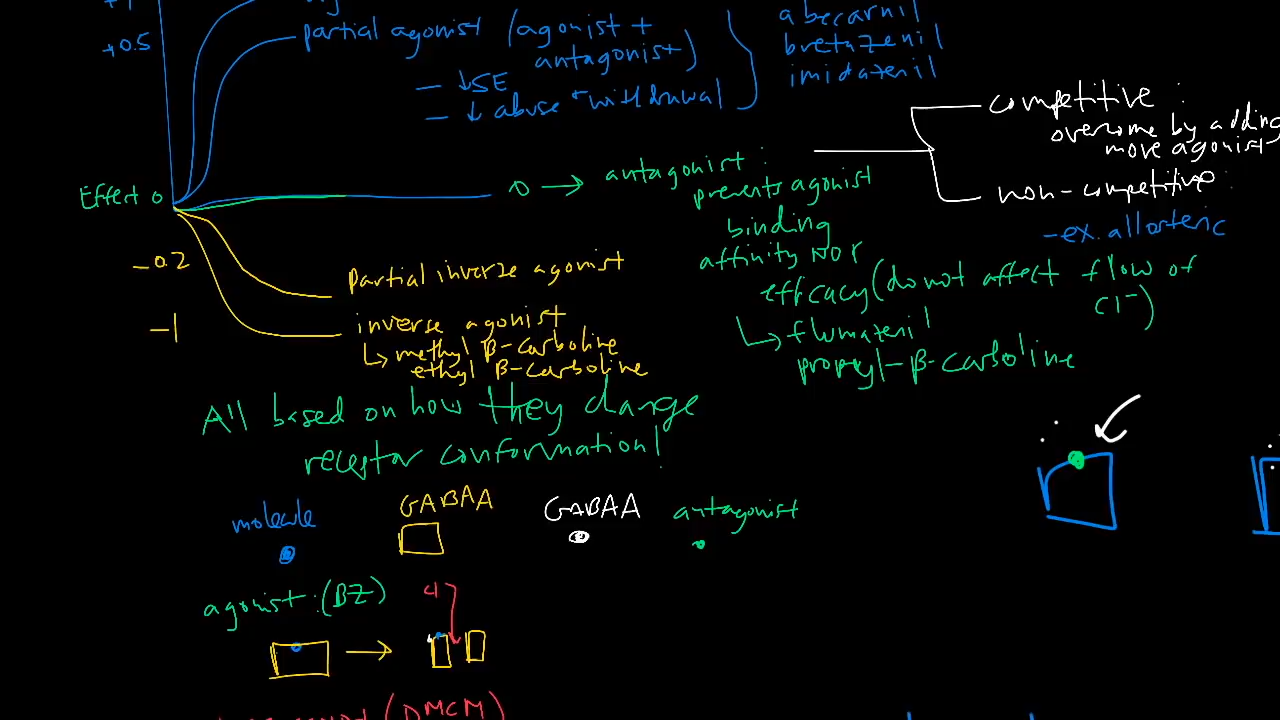 +1
+0.5
partial agonist (agonist +
antagonist)
- ↓SE
- ↓ abuse + withdrawal
abecarnil
bretazenil
imidazenil
competitive :
overcome by adding
more agonist
non-competitive :
-ex. allosteric
Effect 0
0 → antagonist :
prevents agonist
binding
affinity NOT
efficacy (do not affect flow of
Cl-)
↳ flumazenil
propyl-β-carboline
-0.2
partial inverse agonist
-1
inverse agonist
↳ methyl β-carboline
ethyl β-carboline
All based on how they change
receptor conformation!
molecule
GABAA
GABAA
antagonist
agonist : (BZ)
(DMCM)